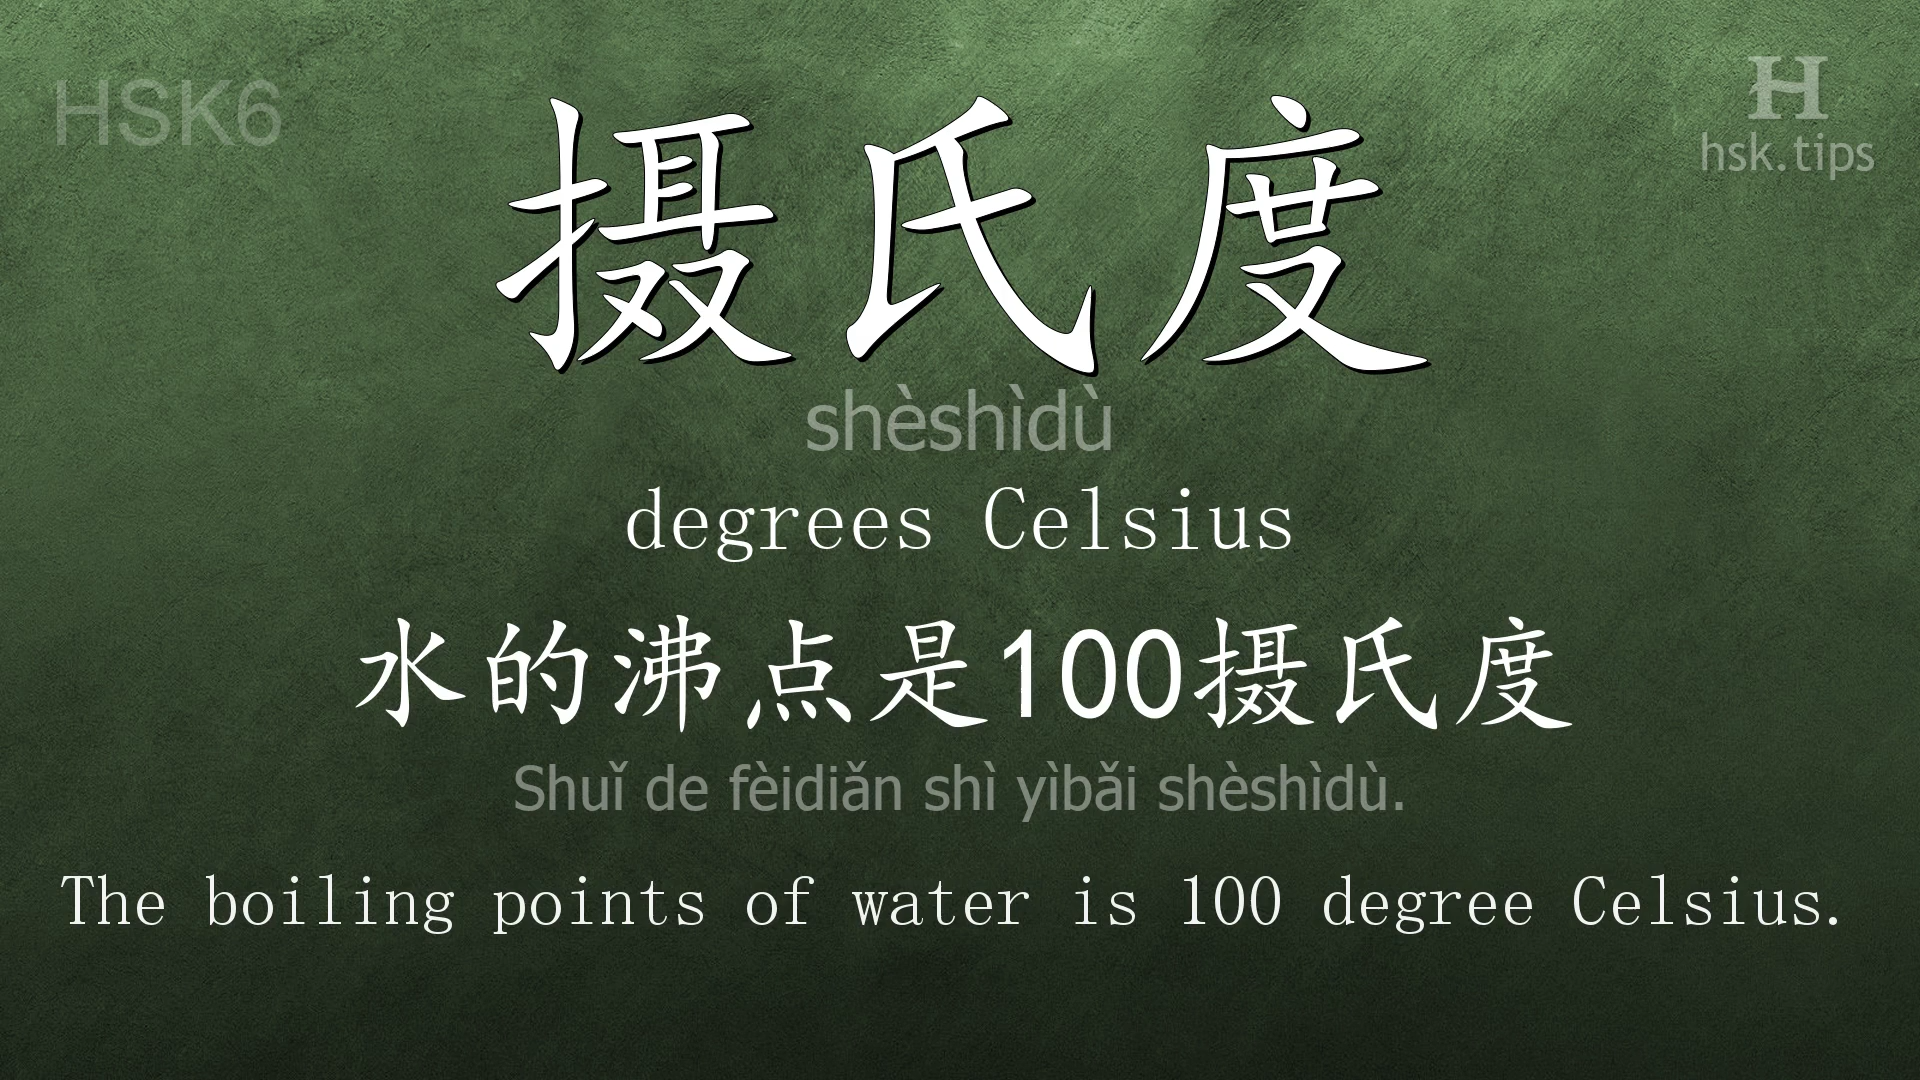 HSK6
H
hsk.tips
摄氏度
shèshìdù
degrees Celsius
水的沸点是100摄氏度
Shuǐ de fèidiǎn shì yìbǎi shèshìdù.
The boiling points of water is 100 degree Celsius.